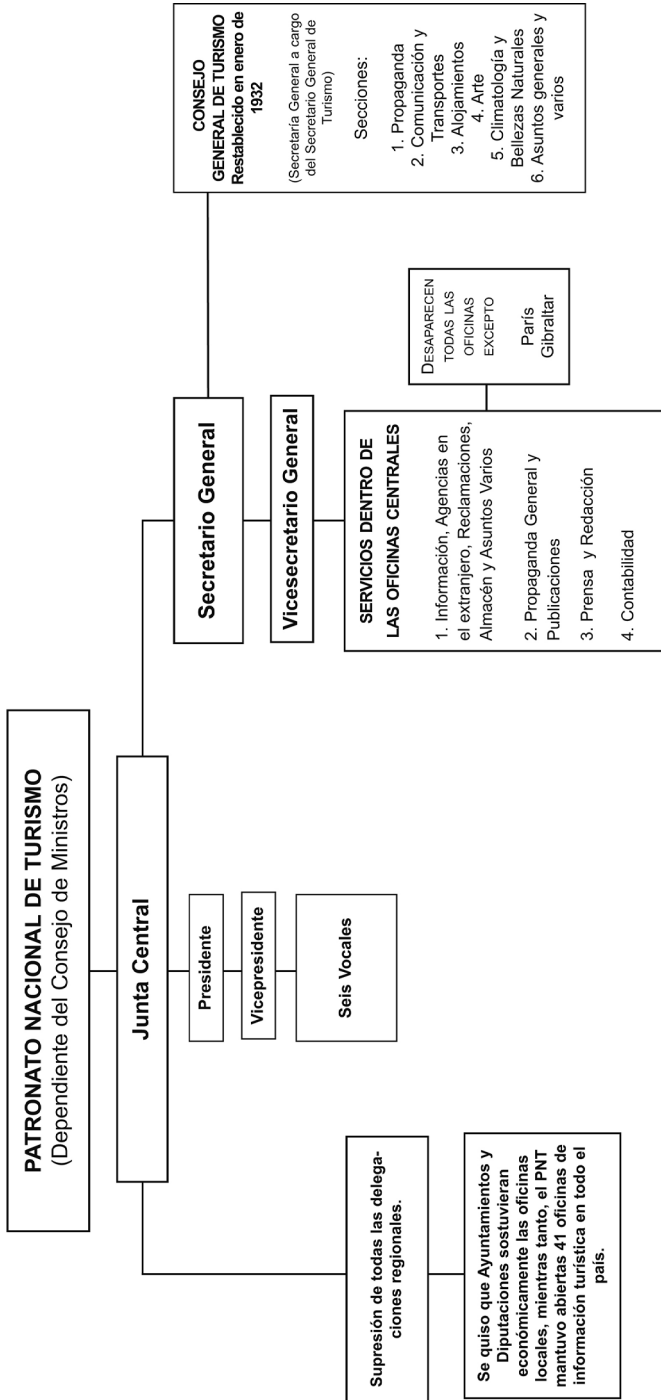 PATRONATO NACIONAL DE TURISMO
(Dependiente del Consejo de Ministros)
Junta Central
Presidente
Vicepresidente
Seis Vocales
Supresión de todas las delega-
ciones regionales.
Se quiso que Ayuntamientos y
Diputaciones sostuvieran
económicamente las oficinas
locales, mientras tanto, el PNT
mantuvo abiertas 41 oficinas de
información turística en todo el
país.
Secretario General
Vicesecretario General
SERVICIOS DENTRO DE
LAS OFICINAS CENTRALES
1. Información, Agencias en
el extranjero, Reclamaciones,
Almacén y Asuntos Varios
2. Propaganda General y
Publicaciones
3. Prensa y Redacción
4. Contabilidad
DESAPARECEN
TODAS LAS
OFICINAS
EXCEPTO
París
Gibraltar
CONSEJO
GENERAL DE TURISMO
Restablecido en enero de
1932
(Secretaría General a cargo
del Secretario General de
Turismo)
Secciones:
1. Propaganda
2. Comunicación y
Transportes
3. Alojamientos
4. Arte
5. Climatología y
Bellezas Naturales
6. Asuntos generales y
varios